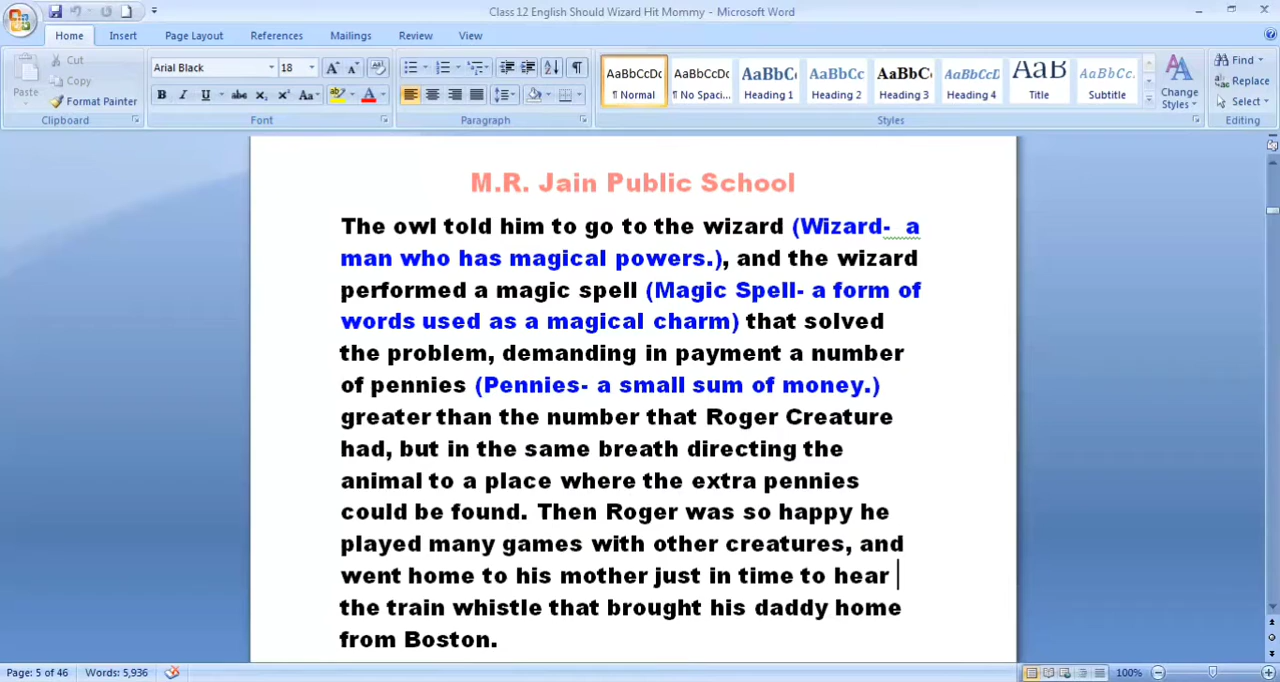 Class 12 English Should Wizard Hit Mommy - Microsoft Word
Home Insert Page Layout References Mailings Review View
Cut
Copy
Format Painter
Paste
Clipboard
Arial Black 18
Font
Paragraph
AaBbCcDc AaBbCcDc AaBbC AaBbCc AaBbC AaBbCcD AaB AaBbCc.
¶ Normal ¶ No Spaci... Heading 1 Heading 2 Heading 3 Heading 4 Title Subtitle
Change
Styles
Styles
Find
Replace
Select
Editing
M.R. Jain Public School
The owl told him to go to the wizard (Wizard- a
man who has magical powers.), and the wizard
performed a magic spell (Magic Spell- a form of
words used as a magical charm) that solved
the problem, demanding in payment a number
of pennies (Pennies- a small sum of money.)
greater than the number that Roger Creature
had, but in the same breath directing the
animal to a place where the extra pennies
could be found. Then Roger was so happy he
played many games with other creatures, and
went home to his mother just in time to hear
the train whistle that brought his daddy home
from Boston.
Page: 5 of 46 Words: 5,936 100%